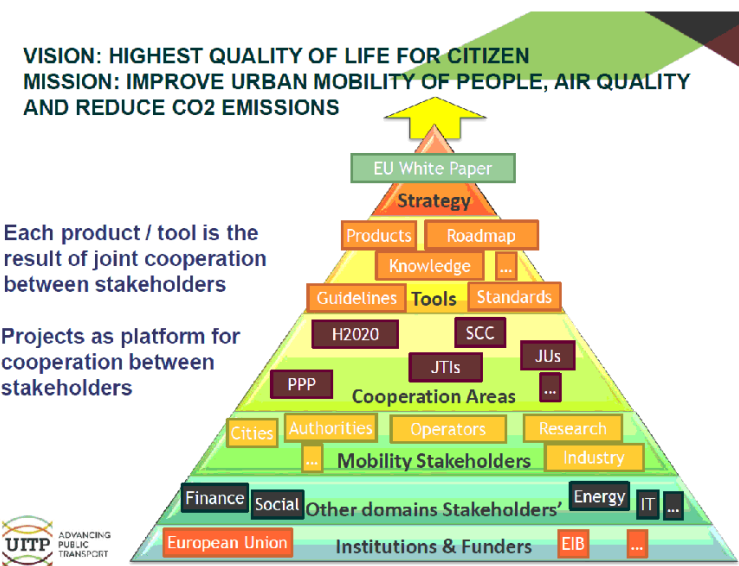 VISION: HIGHEST QUALITY OF LIFE FOR CITIZEN
MISSION: IMPROVE URBAN MOBILITY OF PEOPLE, AIR QUALITY
AND REDUCE CO2 EMISSIONS
EU White Paper
Strategy
Each product / tool is the
result of joint cooperation
between stakeholders
Products Roadmap
Knowledge ...
Guidelines Tools Standards
Projects as platform for
cooperation between
stakeholders
H2020 SCC
JTIs JUs
PPP ...
Cooperation Areas
Cities Authorities Operators Research
... Mobility Stakeholders Industry
Finance Social Other domains Stakeholders’ Energy IT ...
European Union Institutions & Funders EIB ...
UITP
ADVANCING
PUBLIC
TRANSPORT